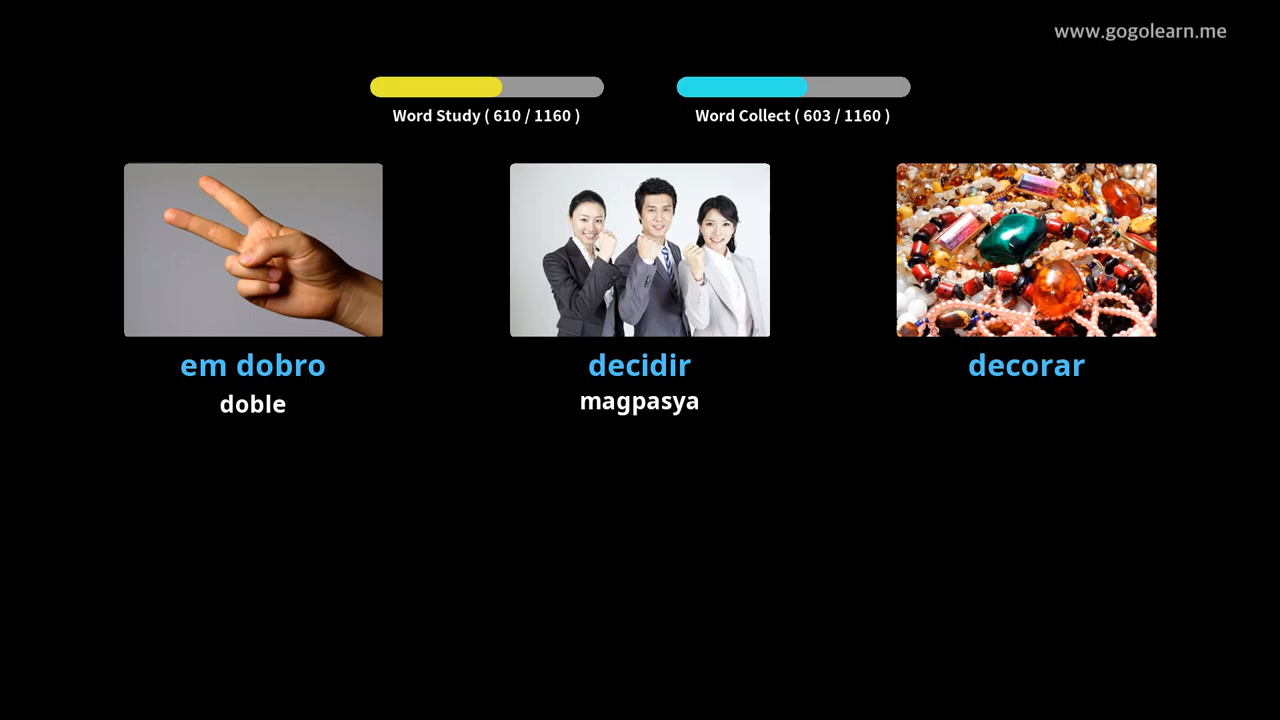 www.gogolearn.me
Word Study ( 610 / 1160 )
Word Collect ( 603 / 1160 )
em dobro
doble
decidir
magpasya
decorar